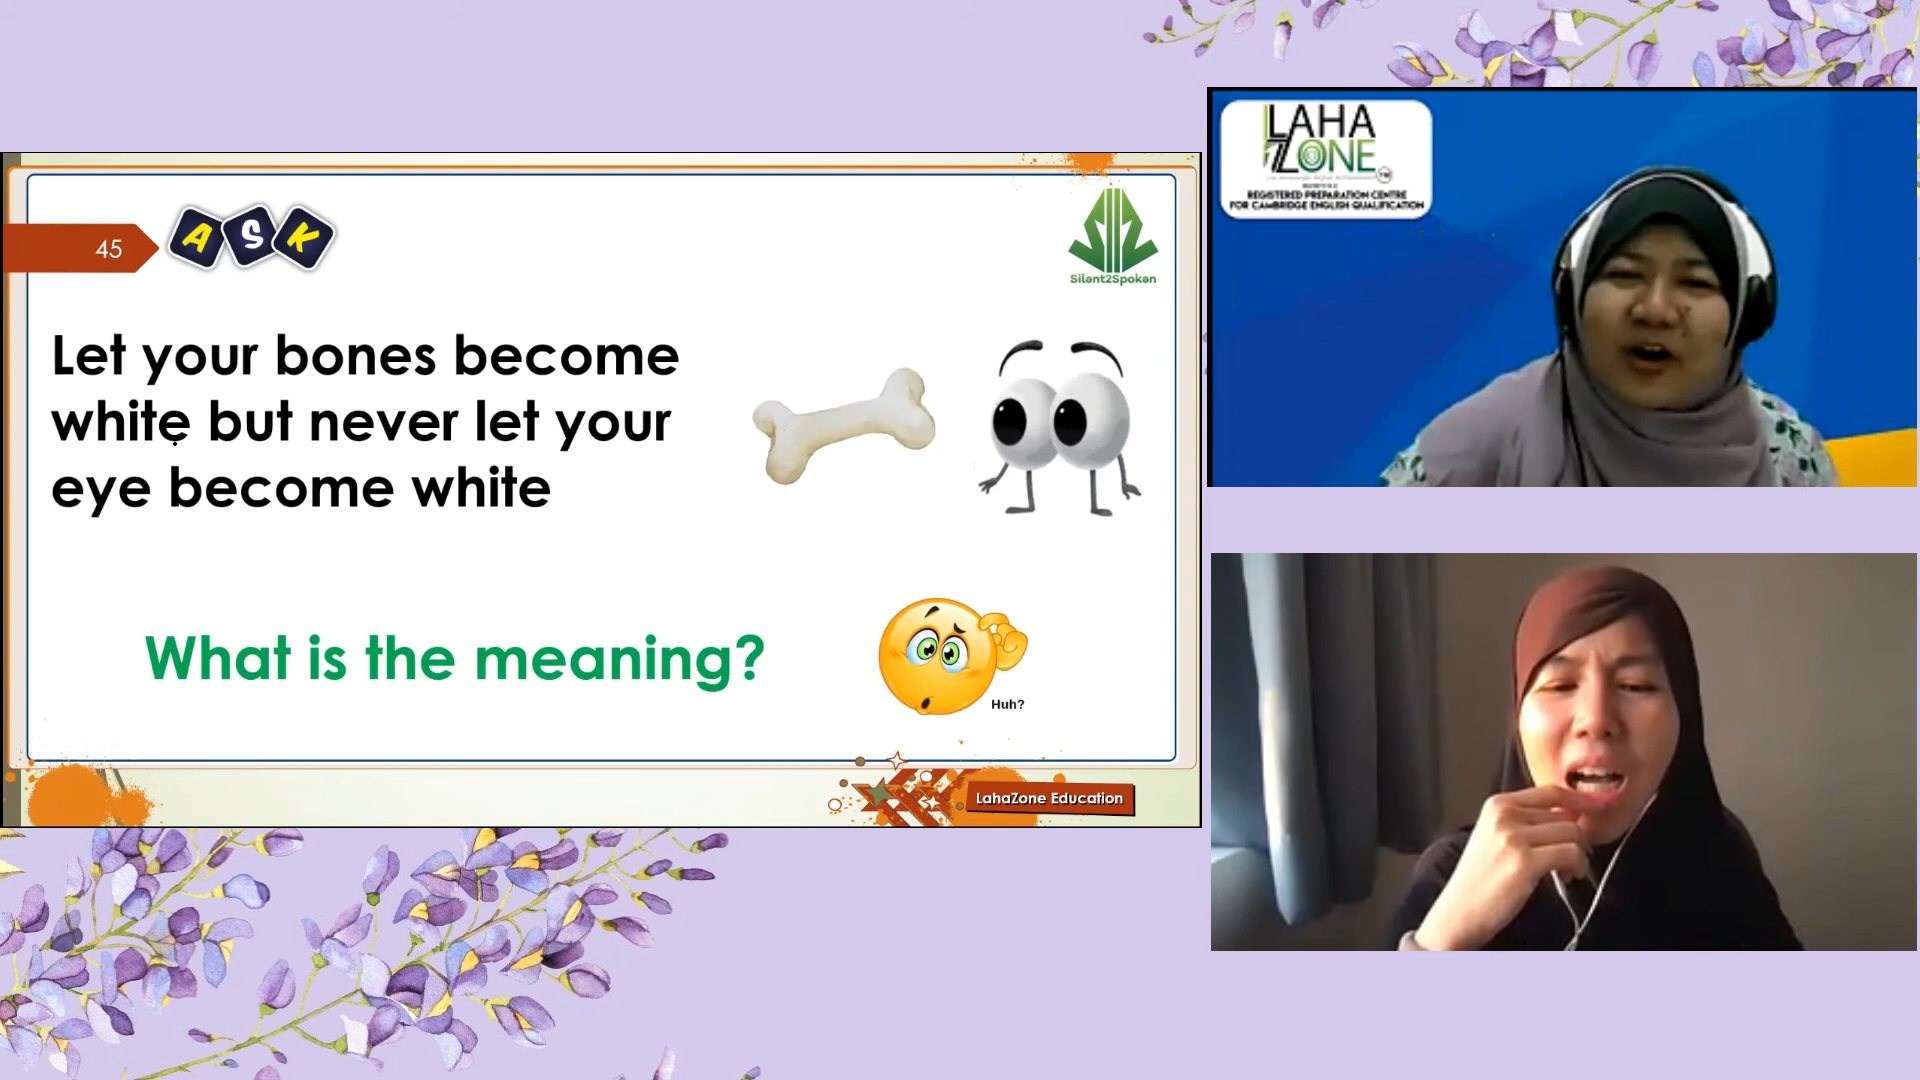 45
ASK
Silent2Spoken
Let your bones become
white but never let your
eye become white
What is the meaning?
Huh?
LahaZone Education
LAHA
ZONE
REGISTERED PREPARATION CENTRE
FOR CAMBRIDGE ENGLISH QUALIFICATION